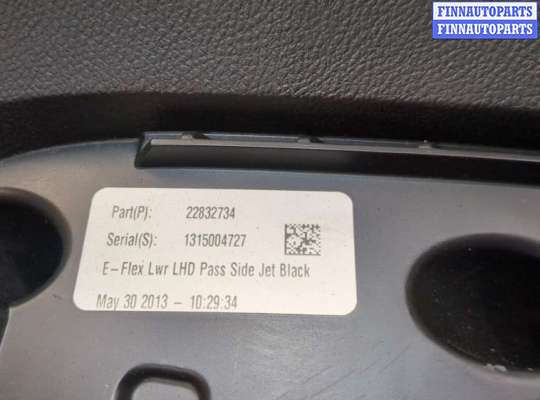 FINNAUTOPARTS
FINNAUTOPARTS
Part(P): 22832734
Serial(S): 1315004727
E-Flex Lwr LHD Pass Side Jet Black
May 30 2013 - 10:29:34